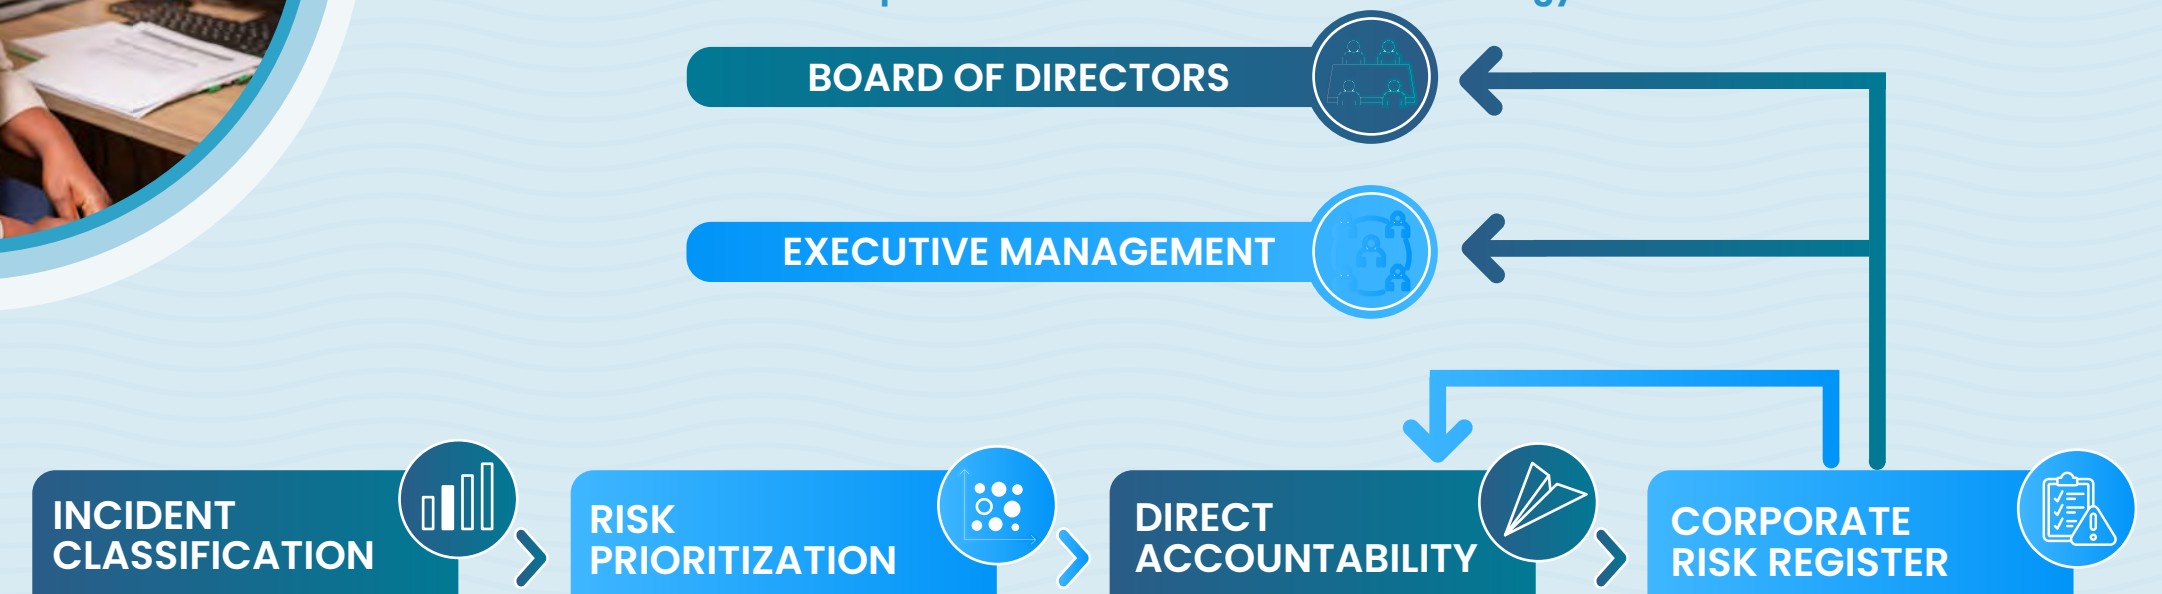 BOARD OF DIRECTORS
EXECUTIVE MANAGEMENT
INCIDENT
CLASSIFICATION
RISK
PRIORITIZATION
DIRECT
ACCOUNTABILITY
CORPORATE
RISK REGISTER